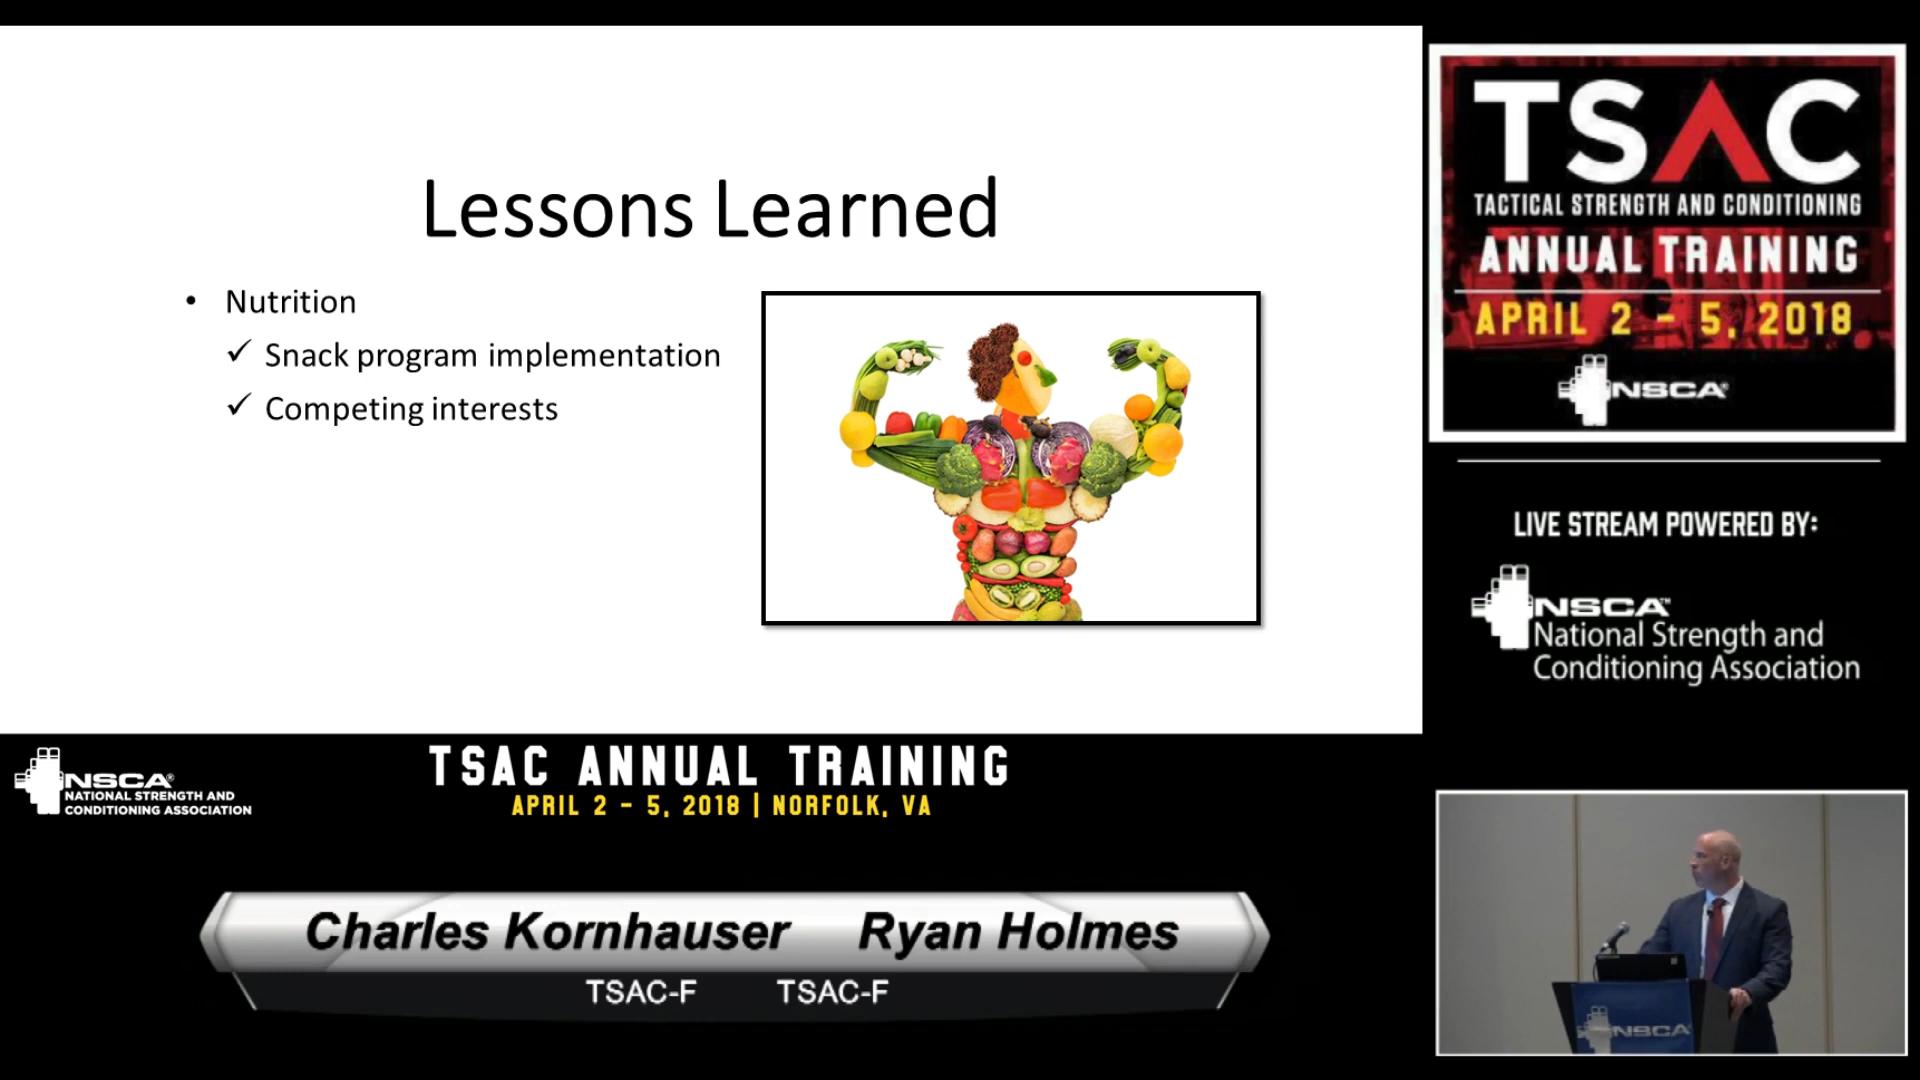 Lessons Learned
• Nutrition
✓ Snack program implementation
✓ Competing interests
TSAC
TACTICAL STRENGTH AND CONDITIONING
ANNUAL TRAINING
APRIL 2 - 5, 2018
NSCA®
LIVE STREAM POWERED BY:
NSCA™
National Strength and
Conditioning Association
NSCA®
NATIONAL STRENGTH AND
CONDITIONING ASSOCIATION
TSAC ANNUAL TRAINING
APRIL 2 - 5, 2018 | NORFOLK, VA
Charles Kornhauser Ryan Holmes
TSAC-F TSAC-F
NSCA